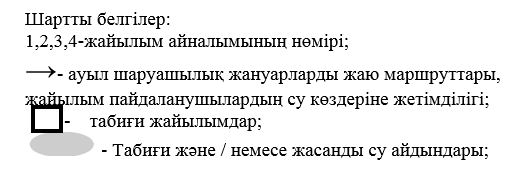 Шартты белгілер:
1,2,3,4-жайылым айналымының нөмірі;
- ауыл шаруашылық жануарларды жаю маршруттары,
жайылым пайдаланушылардың су көздеріне жетімділігі;
- табиғи жайылымдар;
- Табиғи және / немесе жасанды су айдындары;